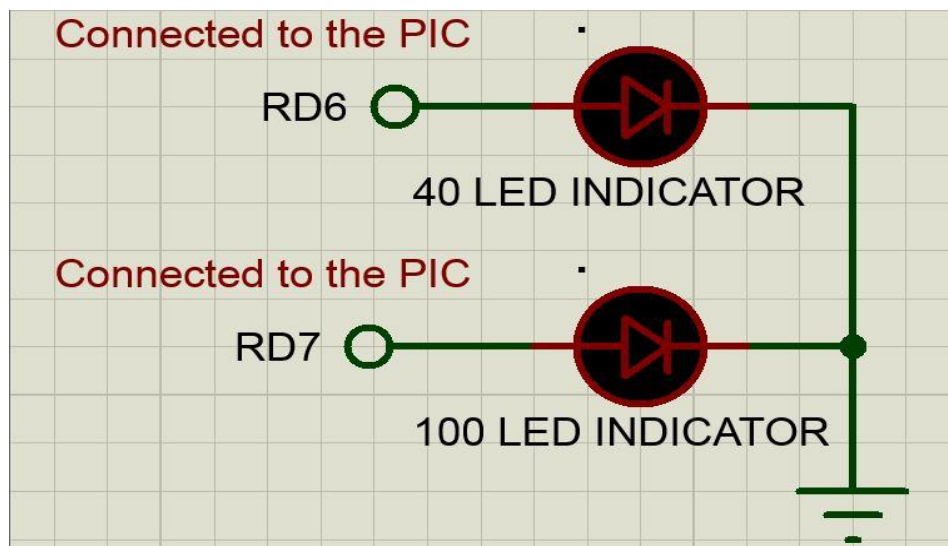 Connected to the PIC
RD6
40 LED INDICATOR
Connected to the PIC
RD7
100 LED INDICATOR